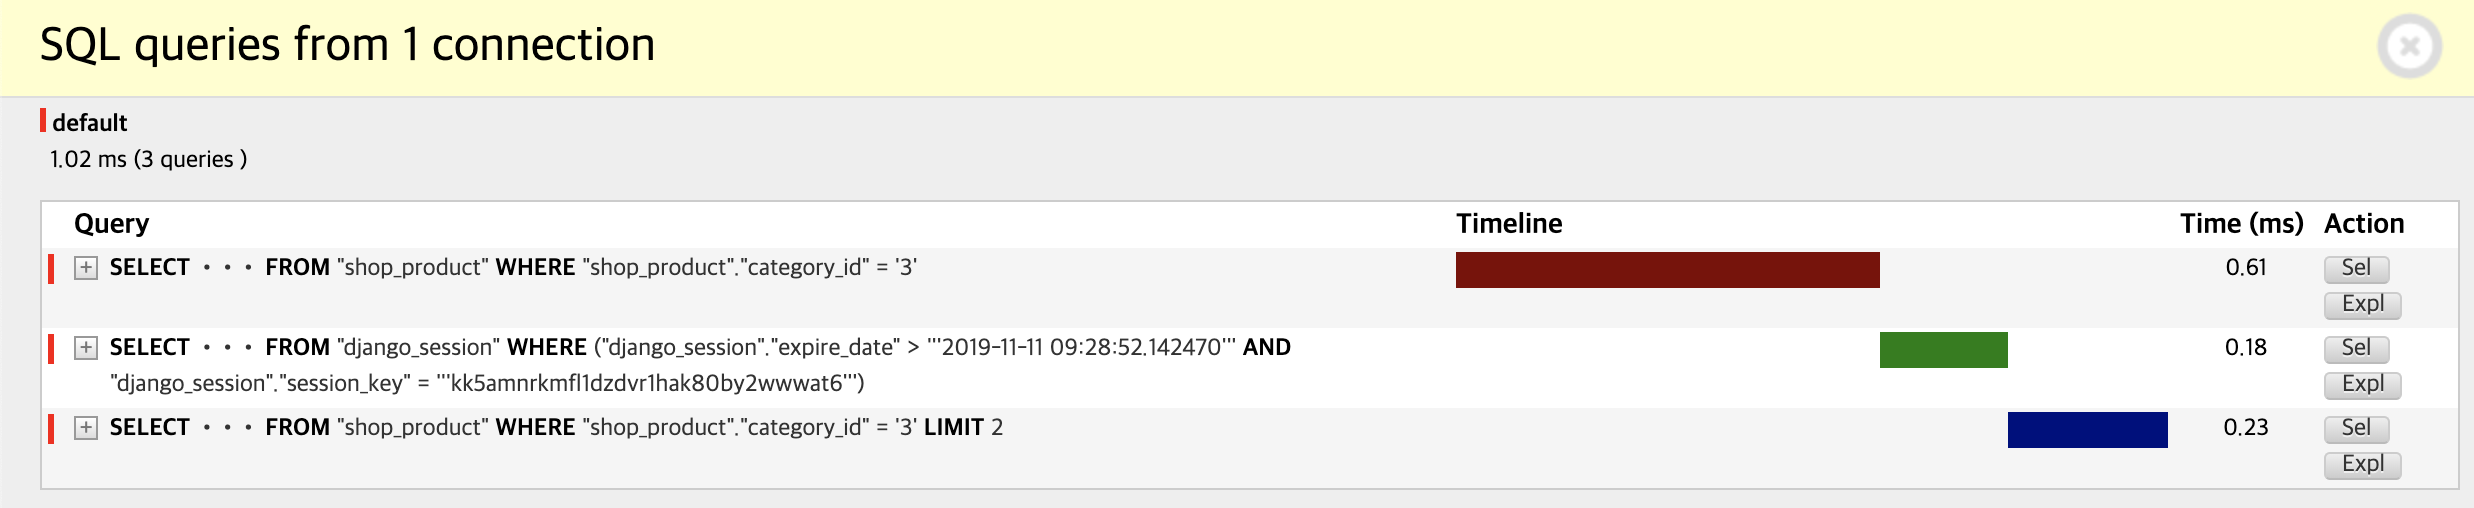 SQL queries from 1 connection
default
1.02 ms (3 queries )
Query Timeline Time (ms) Action
SELECT ··· FROM "shop_product" WHERE "shop_product"."category_id" = '3' 0.61 Sel
Expl
SELECT ··· FROM "django_session" WHERE ("django_session"."expire_date" > '''2019-11-11 09:28:52.142470''' AND 0.18 Sel
"django_session"."session_key" = '''kk5amnrkmfl1dzdvr1hak80by2wwwat6''') Expl
SELECT ··· FROM "shop_product" WHERE "shop_product"."category_id" = '3' LIMIT 2 0.23 Sel
Expl